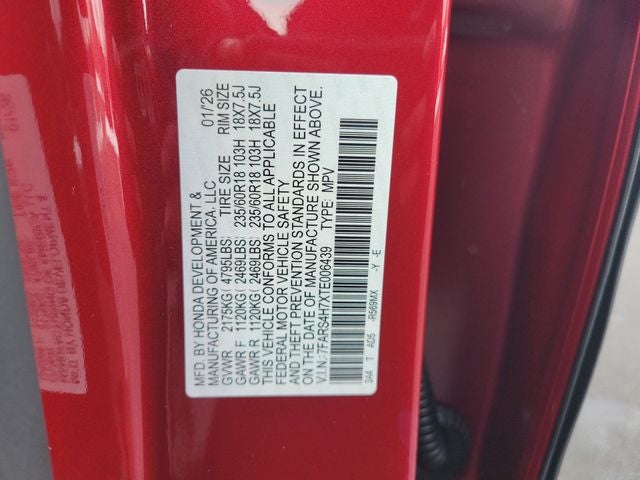 MFD. BY HONDA DEVELOPMENT &
MANUFACTURING OF AMERICA, LLC 01/26
GVWR 2175KG( 4795LBS) TIRE SIZE RIM SIZE
GAWR F 1120KG( 2469LBS) 235/60R18 103H 18X7.5J
GAWR R 1120KG( 2469LBS) 235/60R18 103H 18X7.5J
THIS VEHICLE CONFORMS TO ALL APPLICABLE
FEDERAL MOTOR VEHICLE SAFETY
AND THEFT PREVENTION STANDARDS IN EFFECT
ON THE DATE OF MANUFACTURE SHOWN ABOVE.
V.I.N.:7FARS4H7XTE006439 TYPE: MPV
3A4 T A05 -R569MX -Y -E